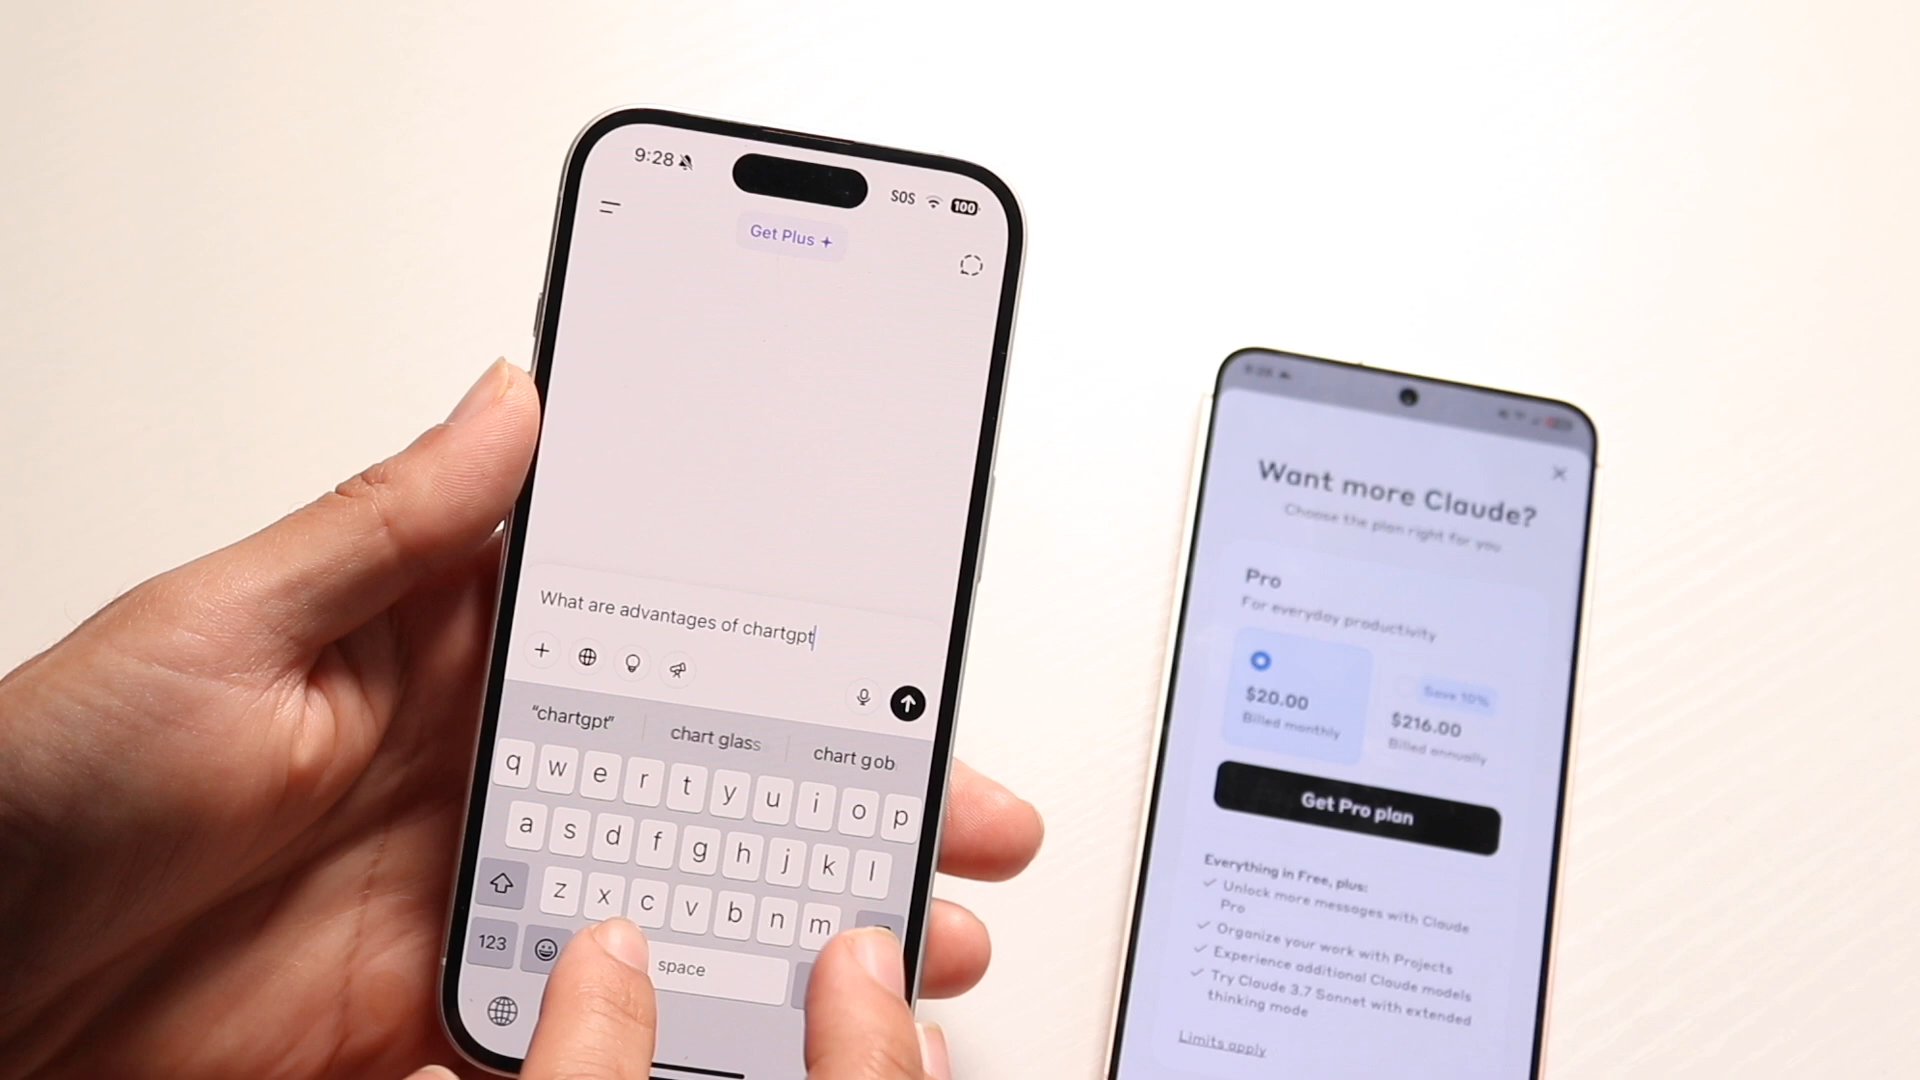 9:28
SOS
100
Get Plus
What are advantages of chartgpt
"chartgpt"
chart glass
chart gob
q w e r t y u i o p
a s d f g h j k l
z x c v b n m
123
space
Want more Claude?
Choose the plan right for you
Pro
For everyday productivity
Save 10%
$20.00
$216.00
Billed monthly
Billed annually
Get Pro plan
Everything in Free, plus:
Unlock more messages with Claude
Pro
Organize your work with Projects
Experience additional Claude models
Try Claude 3.7 Sonnet with extended
thinking mode
Limits apply